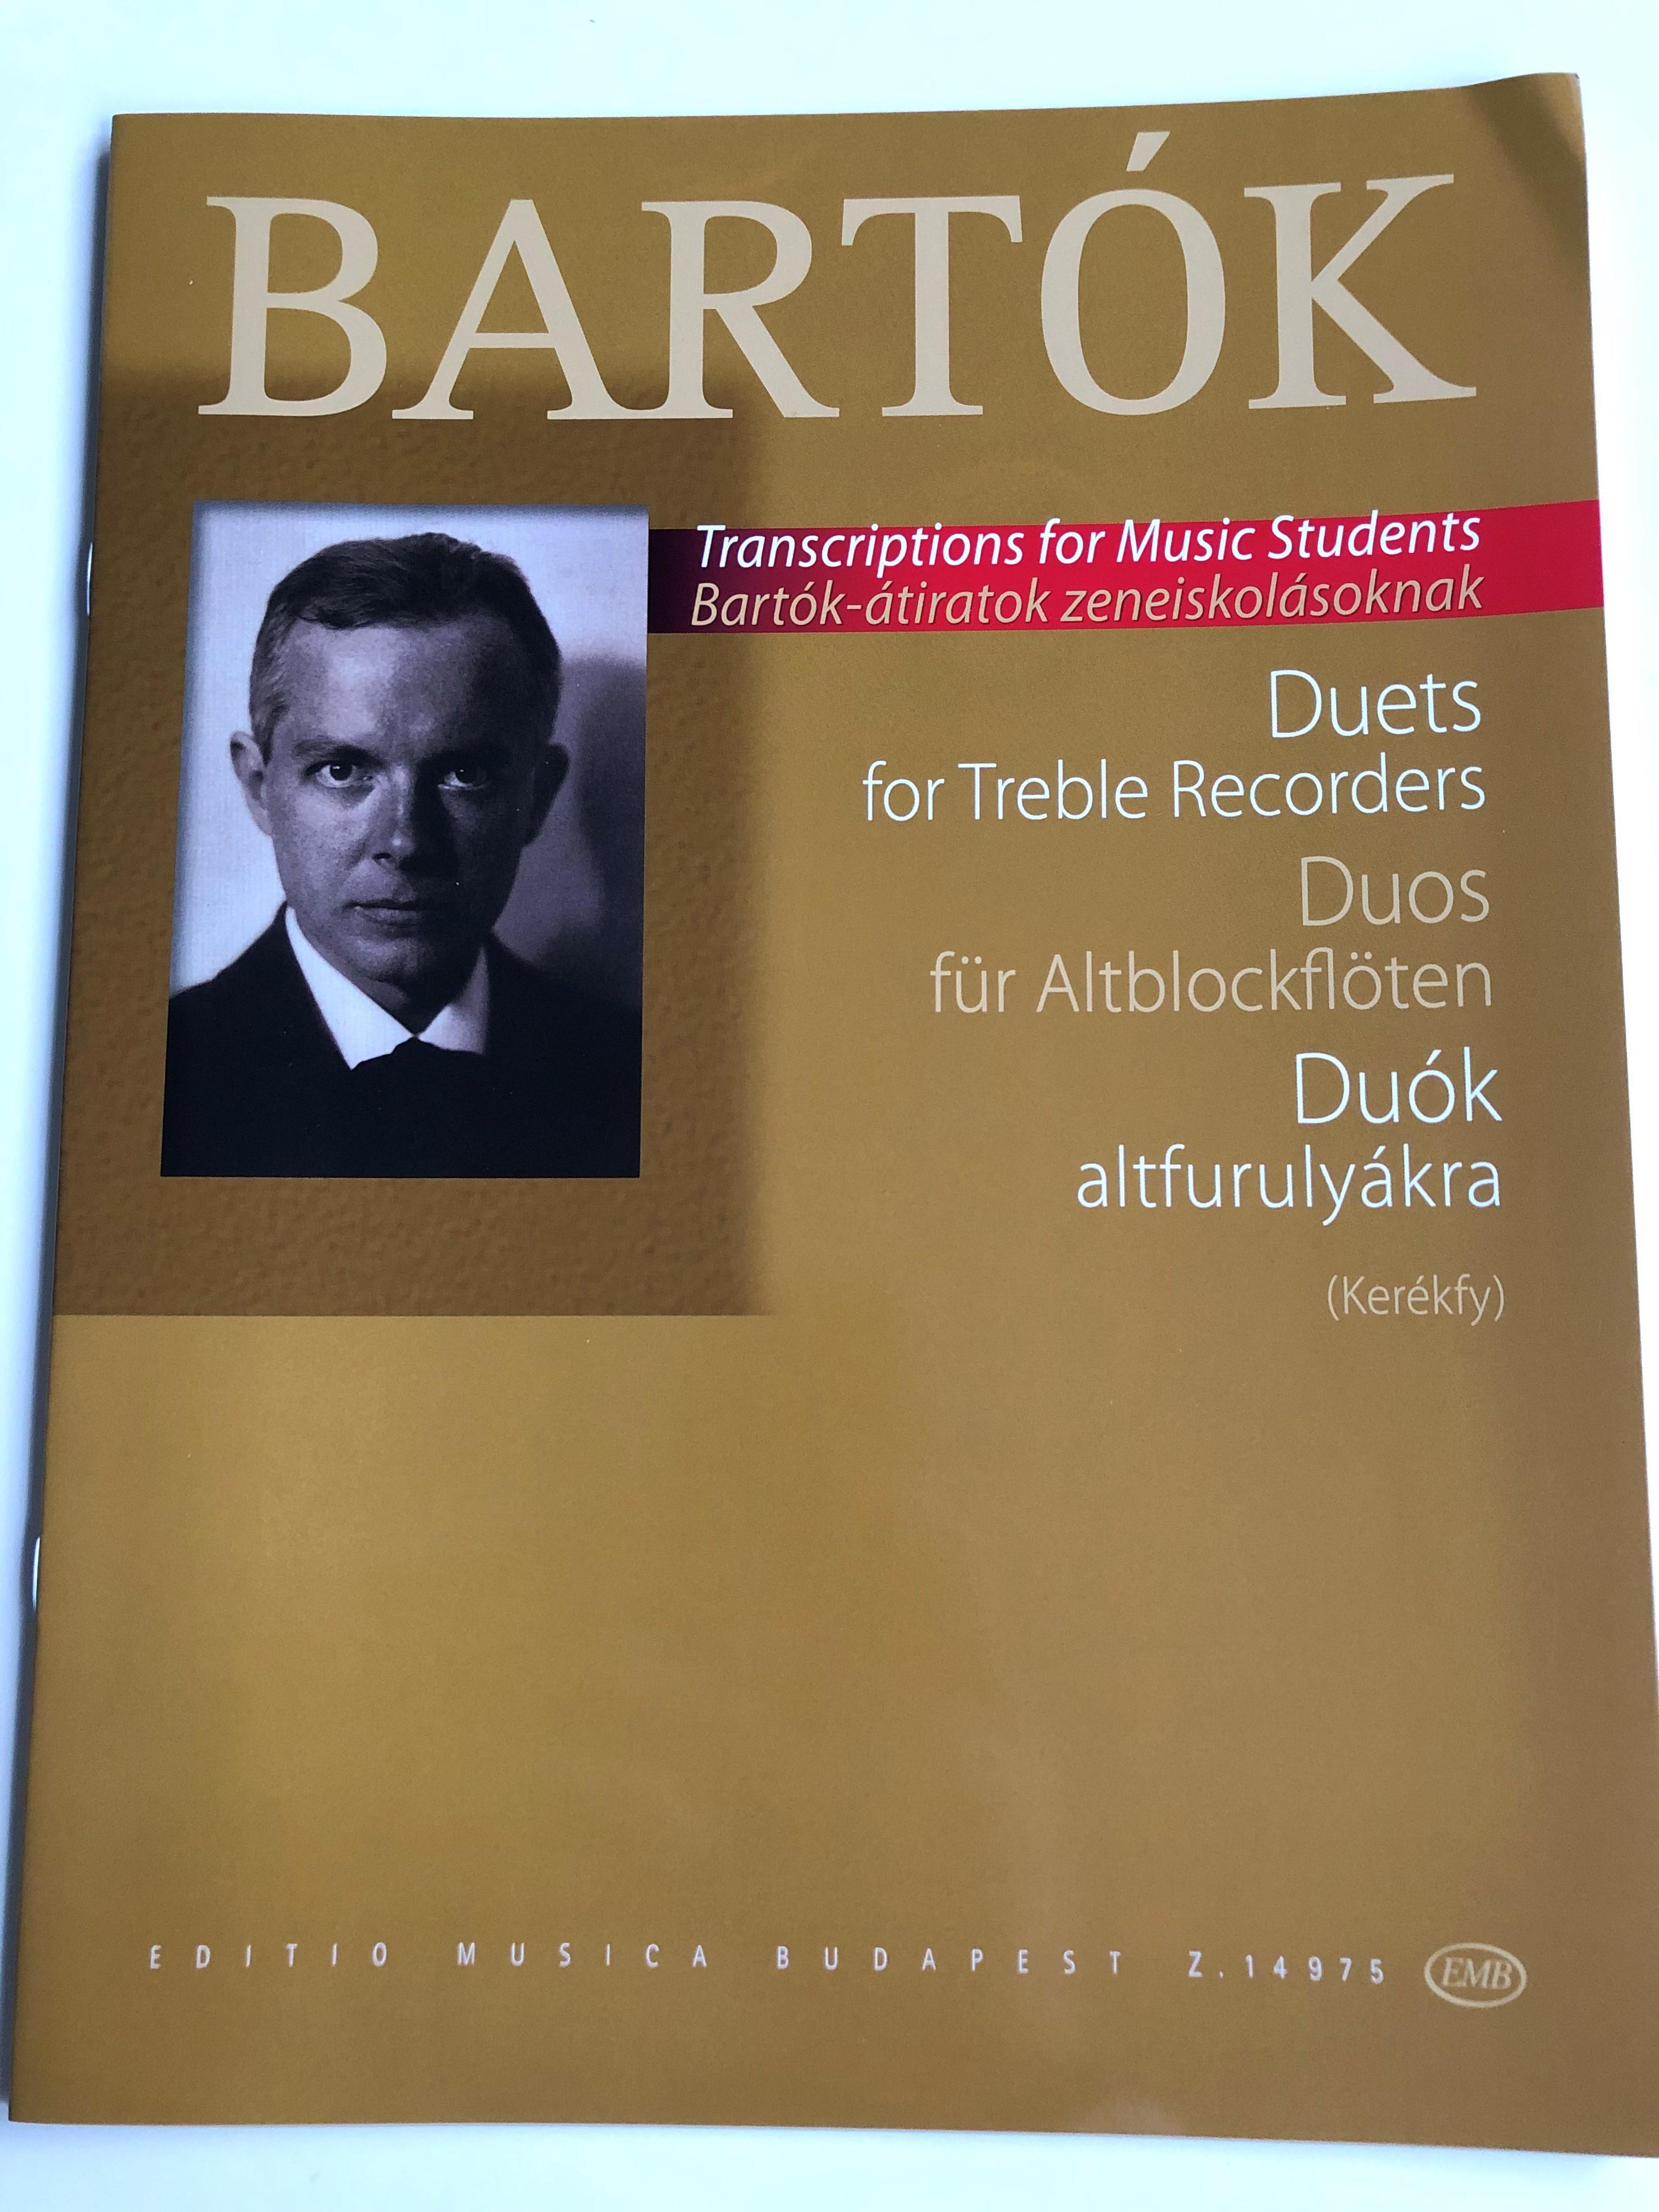 BARTÓK
Transcriptions for Music Students
Bartók-átiratok zeneiskolásoknak
Duets
for Treble Recorders
Duos
für Altblockflöten
Duók
altfurulyákra
(Kerékfy)
EDITIO MUSICA BUDAPEST Z.14975 EMB